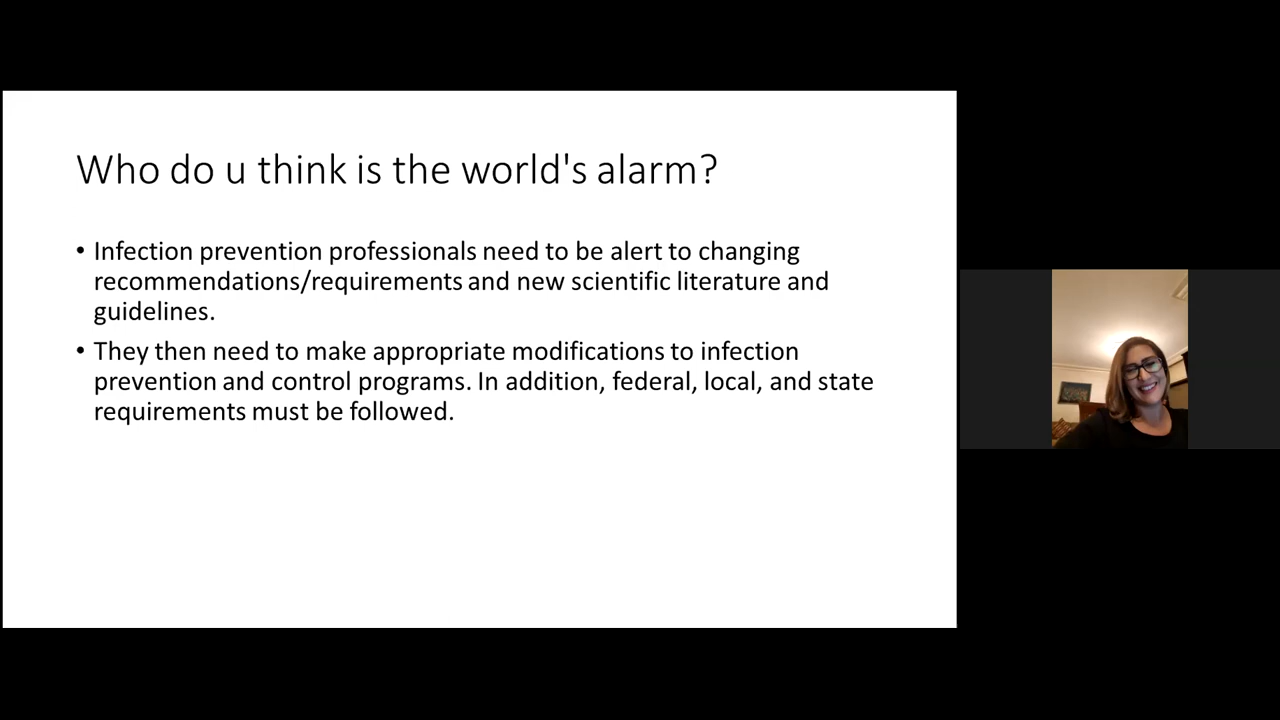 Who do u think is the world's alarm?
• Infection prevention professionals need to be alert to changing
recommendations/requirements and new scientific literature and
guidelines.
• They then need to make appropriate modifications to infection
prevention and control programs. In addition, federal, local, and state
requirements must be followed.